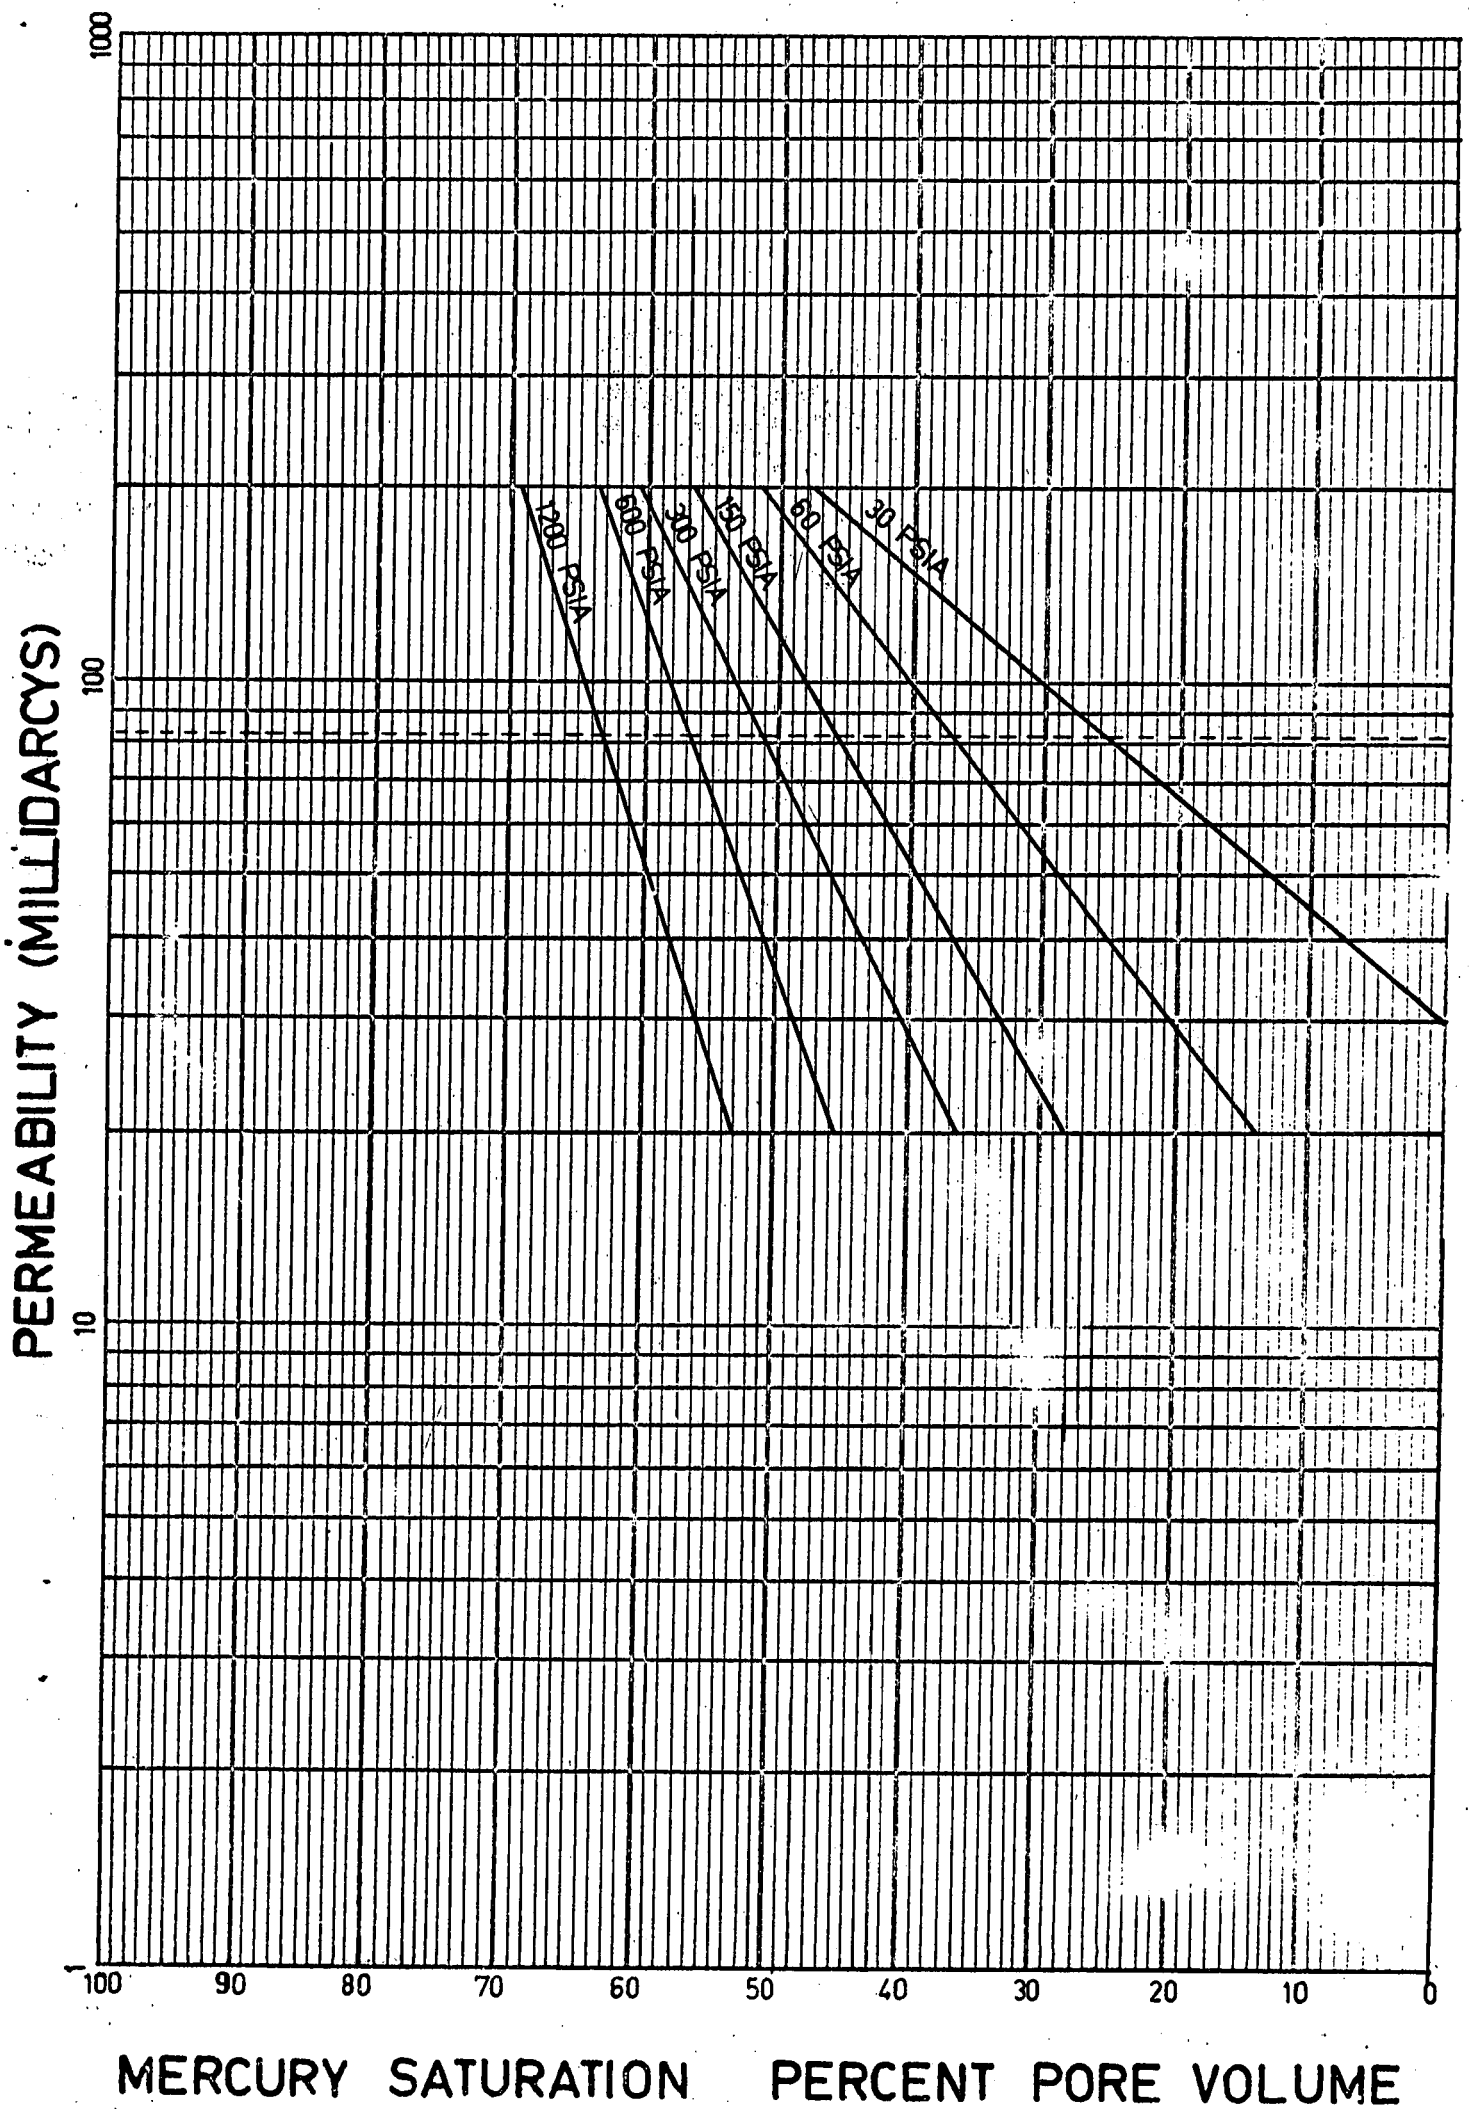 1000
100
10
1
PERMEABILITY (MILLIDARCYS)
1200 PSIA
600 PSIA
300 PSIA
150 PSIA
60 PSIA
30 PSIA
100 90 80 70 60 50 40 30 20 10 0
MERCURY SATURATION PERCENT PORE VOLUME